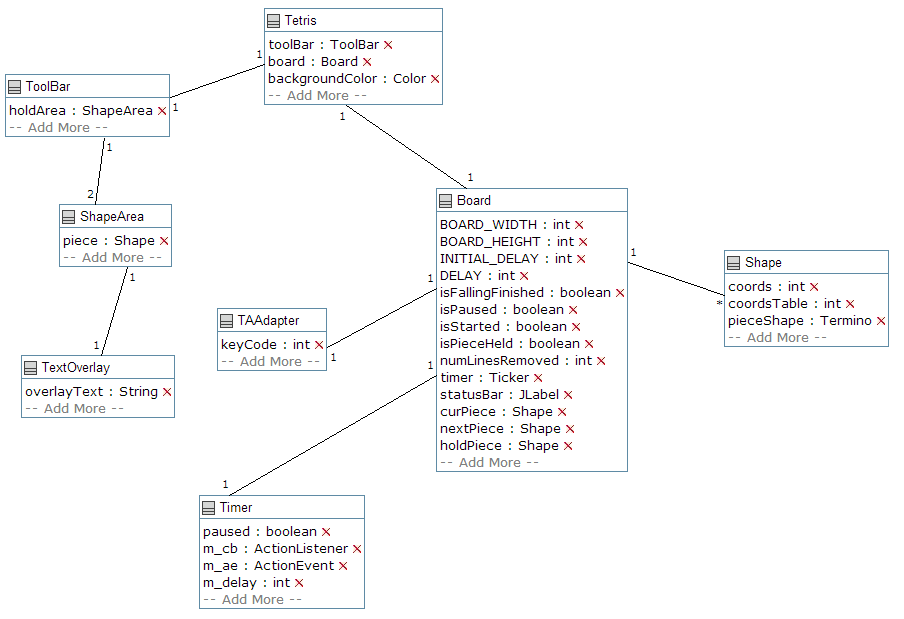 Tetris
toolBar : ToolBar
board : Board
backgroundColor : Color
-- Add More --
1
1
1
1
ToolBar
holdArea : ShapeArea
-- Add More --
1
2
ShapeArea
piece : Shape
-- Add More --
1
1
TextOverlay
overlayText : String
-- Add More --
Board
BOARD_WIDTH : int
BOARD_HEIGHT : int
INITIAL_DELAY : int
DELAY : int
isFallingFinished : boolean
isPaused : boolean
isStarted : boolean
isPieceHeld : boolean
numLinesRemoved : int
timer : Ticker
statusBar : JLabel
curPiece : Shape
nextPiece : Shape
holdPiece : Shape
-- Add More --
1
*
Shape
coords : int
coordsTable : int
pieceShape : Termino
-- Add More --
1
1
TAAdapter
keyCode : int
-- Add More --
1
1
Timer
paused : boolean
m_cb : ActionListener
m_ae : ActionEvent
m_delay : int
-- Add More --